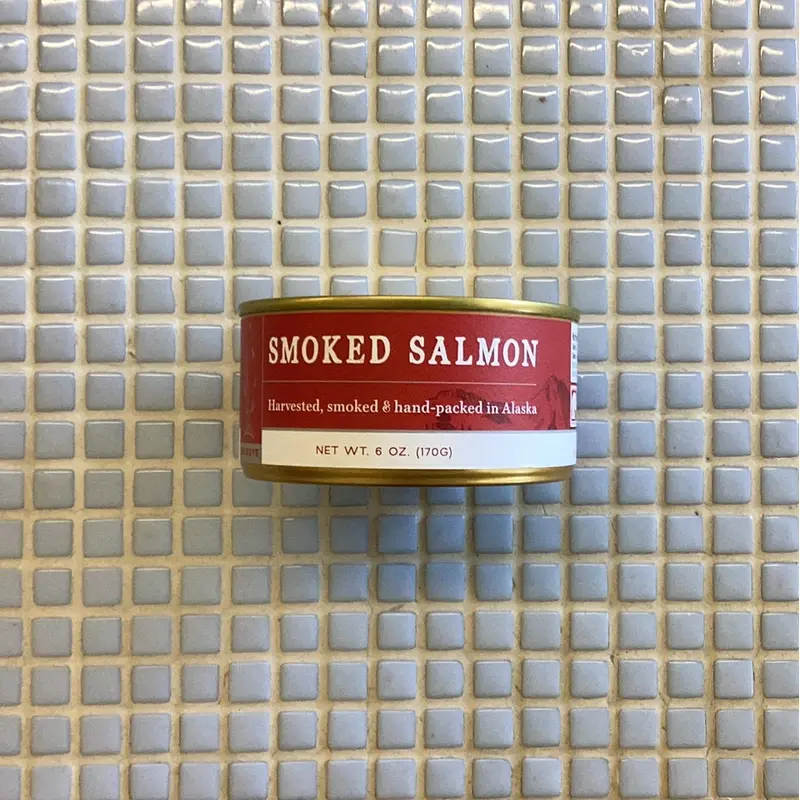 SMOKED SALMON
Harvested, smoked & hand-packed in Alaska
NET WT. 6 OZ. (170G)